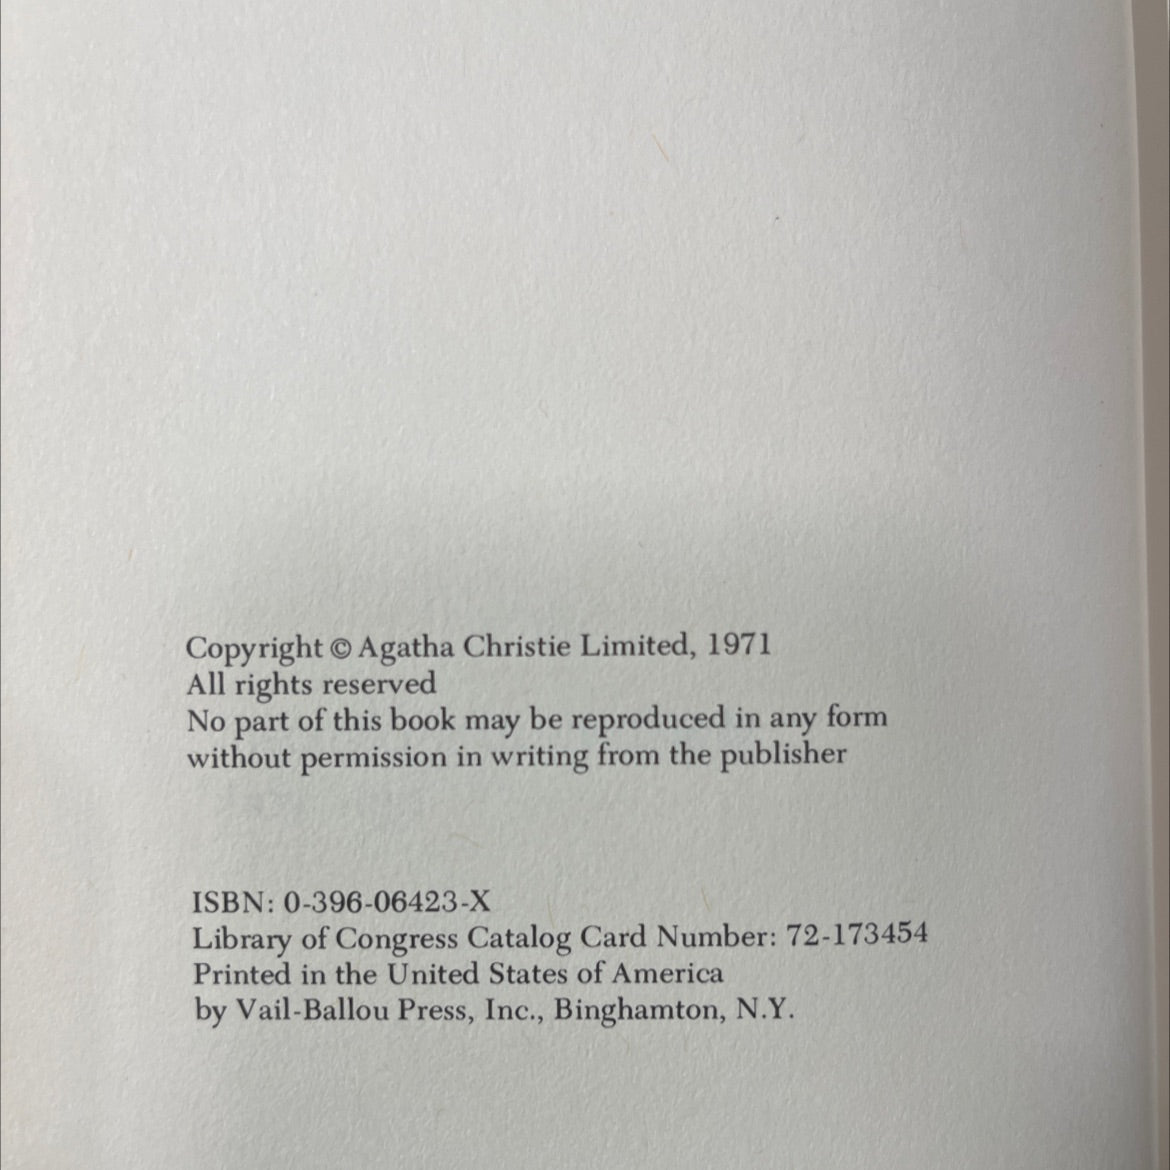 Copyright © Agatha Christie Limited, 1971
All rights reserved
No part of this book may be reproduced in any form
without permission in writing from the publisher
ISBN: 0-396-06423-X
Library of Congress Catalog Card Number: 72-173454
Printed in the United States of America
by Vail-Ballou Press, Inc., Binghamton, N.Y.